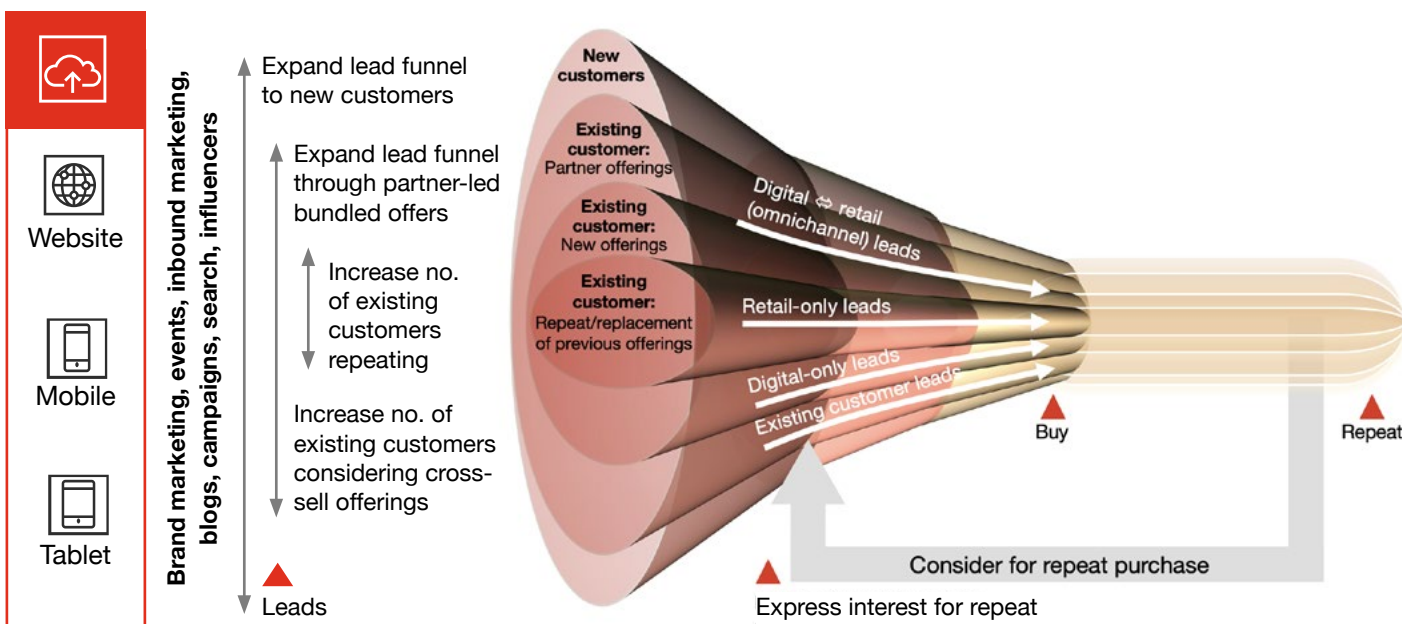 Website
Mobile
Tablet
Brand marketing, events, inbound marketing,
blogs, campaigns, search, influencers
Expand lead funnel
to new customers
Expand lead funnel
through partner-led
bundled offers
Increase no.
of existing
customers
repeating
Increase no. of
existing customers
considering cross-
sell offerings
Leads
New
customers
Existing
customer:
Partner offerings
Existing
customer:
New offerings
Existing
customer:
Repeat/replacement
of previous offerings
Digital ⇔ retail
(omnichannel) leads
Retail-only leads
Digital-only leads
Existing customer leads
Buy
Repeat
Consider for repeat purchase
Express interest for repeat